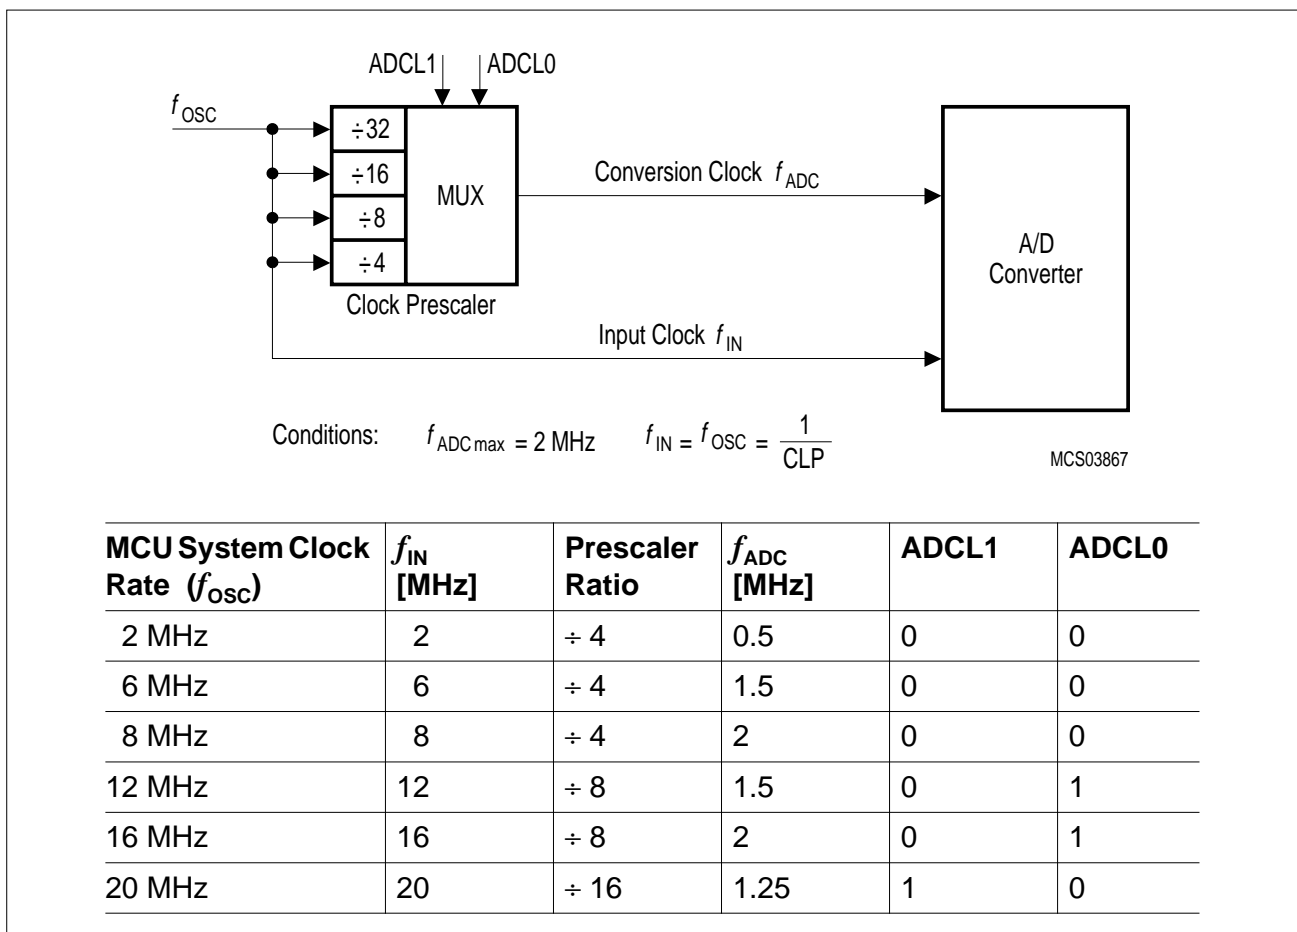 ADCL1 ADCL0
f OSC
÷32
÷16
÷8
÷4
MUX
Clock Prescaler
Conversion Clock f ADC
Input Clock f IN
A/D
Converter
Conditions: f ADC max = 2 MHz f IN = f OSC = 1 / CLP
MCS03867
MCU System Clock Rate (fOSC) | fIN [MHz] | Prescaler Ratio | fADC [MHz] | ADCL1 | ADCL0
2 MHz | 2 | ÷ 4 | 0.5 | 0 | 0
6 MHz | 6 | ÷ 4 | 1.5 | 0 | 0
8 MHz | 8 | ÷ 4 | 2 | 0 | 0
12 MHz | 12 | ÷ 8 | 1.5 | 0 | 1
16 MHz | 16 | ÷ 8 | 2 | 0 | 1
20 MHz | 20 | ÷ 16 | 1.25 | 1 | 0